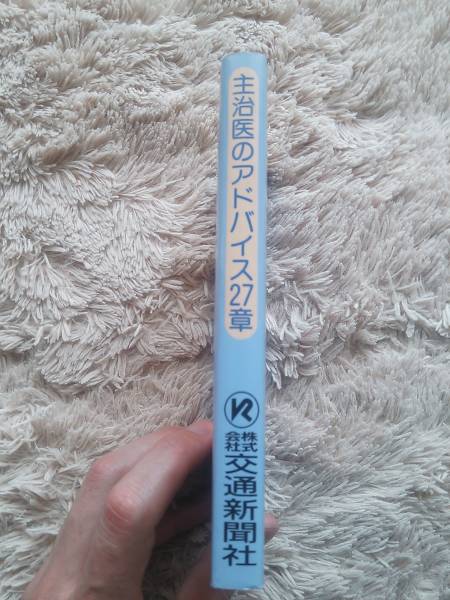 主治医のアドバイス27章
株式会社
交通新聞社